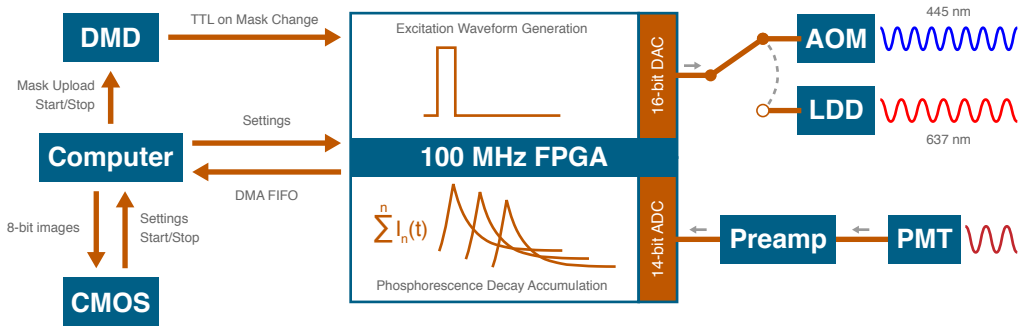 DMD
TTL on Mask Change
Mask Upload
Start/Stop
Computer
Settings
DMA FIFO
8-bit images
Settings
Start/Stop
CMOS
Excitation Waveform Generation
16-bit DAC
100 MHz FPGA
n
∑ In(t)
14-bit ADC
Phosphorescence Decay Accumulation
445 nm
AOM
LDD
637 nm
Preamp
PMT